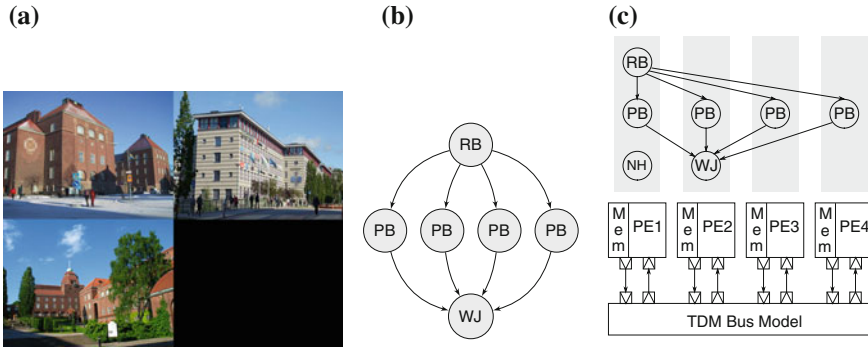 (a)
(b)
(c)
RB
PB PB PB PB
WJ
RB
PB PB PB PB
NH WJ
Mem PE1 Mem PE2 Mem PE3 Mem PE4
TDM Bus Model